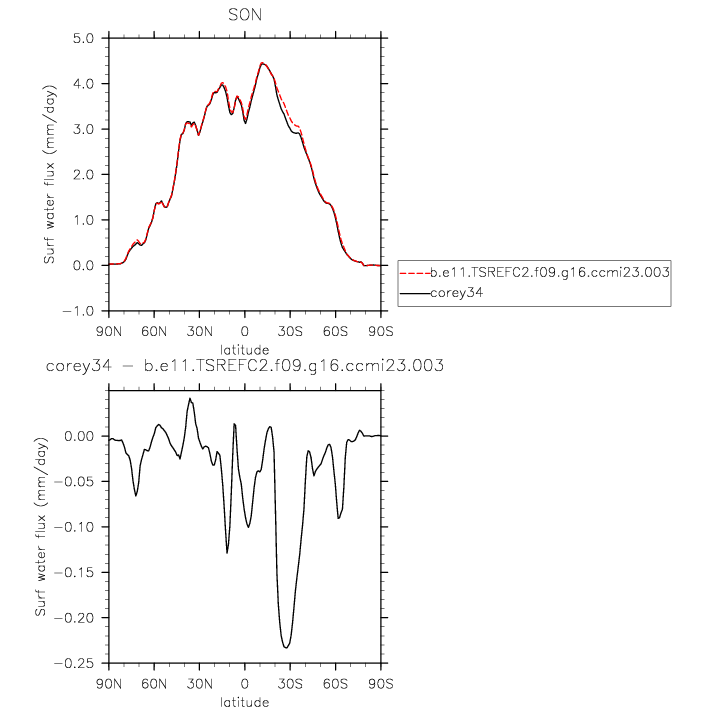 SON
5.0
4.0
3.0
2.0
1.0
0.0
−1.0
Surf water flux (mm/day)
90N 60N 30N 0 30S 60S 90S
latitude
b.e11.TSREFC2.f09.g16.ccmi23.003
corey34
corey34 − b.e11.TSREFC2.f09.g16.ccmi23.003
0.00
−0.05
−0.10
−0.15
−0.20
−0.25
Surf water flux (mm/day)
90N 60N 30N 0 30S 60S 90S
latitude